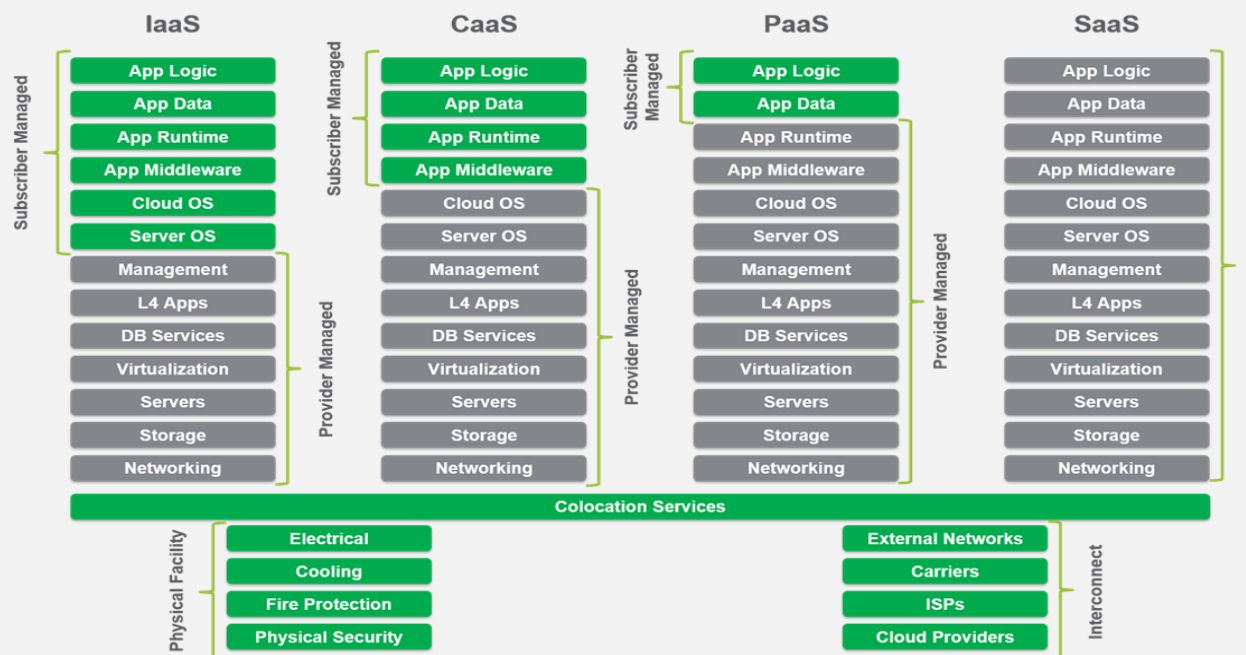 IaaS
CaaS
PaaS
SaaS
Subscriber Managed
App Logic
App Data
App Runtime
App Middleware
Cloud OS
Server OS
Management
L4 Apps
DB Services
Virtualization
Servers
Storage
Networking
Provider Managed
Subscriber Managed
App Logic
App Data
App Runtime
App Middleware
Cloud OS
Server OS
Management
L4 Apps
DB Services
Virtualization
Servers
Storage
Networking
Provider Managed
Subscriber
Managed
App Logic
App Data
App Runtime
App Middleware
Cloud OS
Server OS
Management
L4 Apps
DB Services
Virtualization
Servers
Storage
Networking
Provider Managed
App Logic
App Data
App Runtime
App Middleware
Cloud OS
Server OS
Management
L4 Apps
DB Services
Virtualization
Servers
Storage
Networking
Colocation Services
Physical Facility
Electrical
Cooling
Fire Protection
Physical Security
External Networks
Carriers
ISPs
Cloud Providers
Interconnect